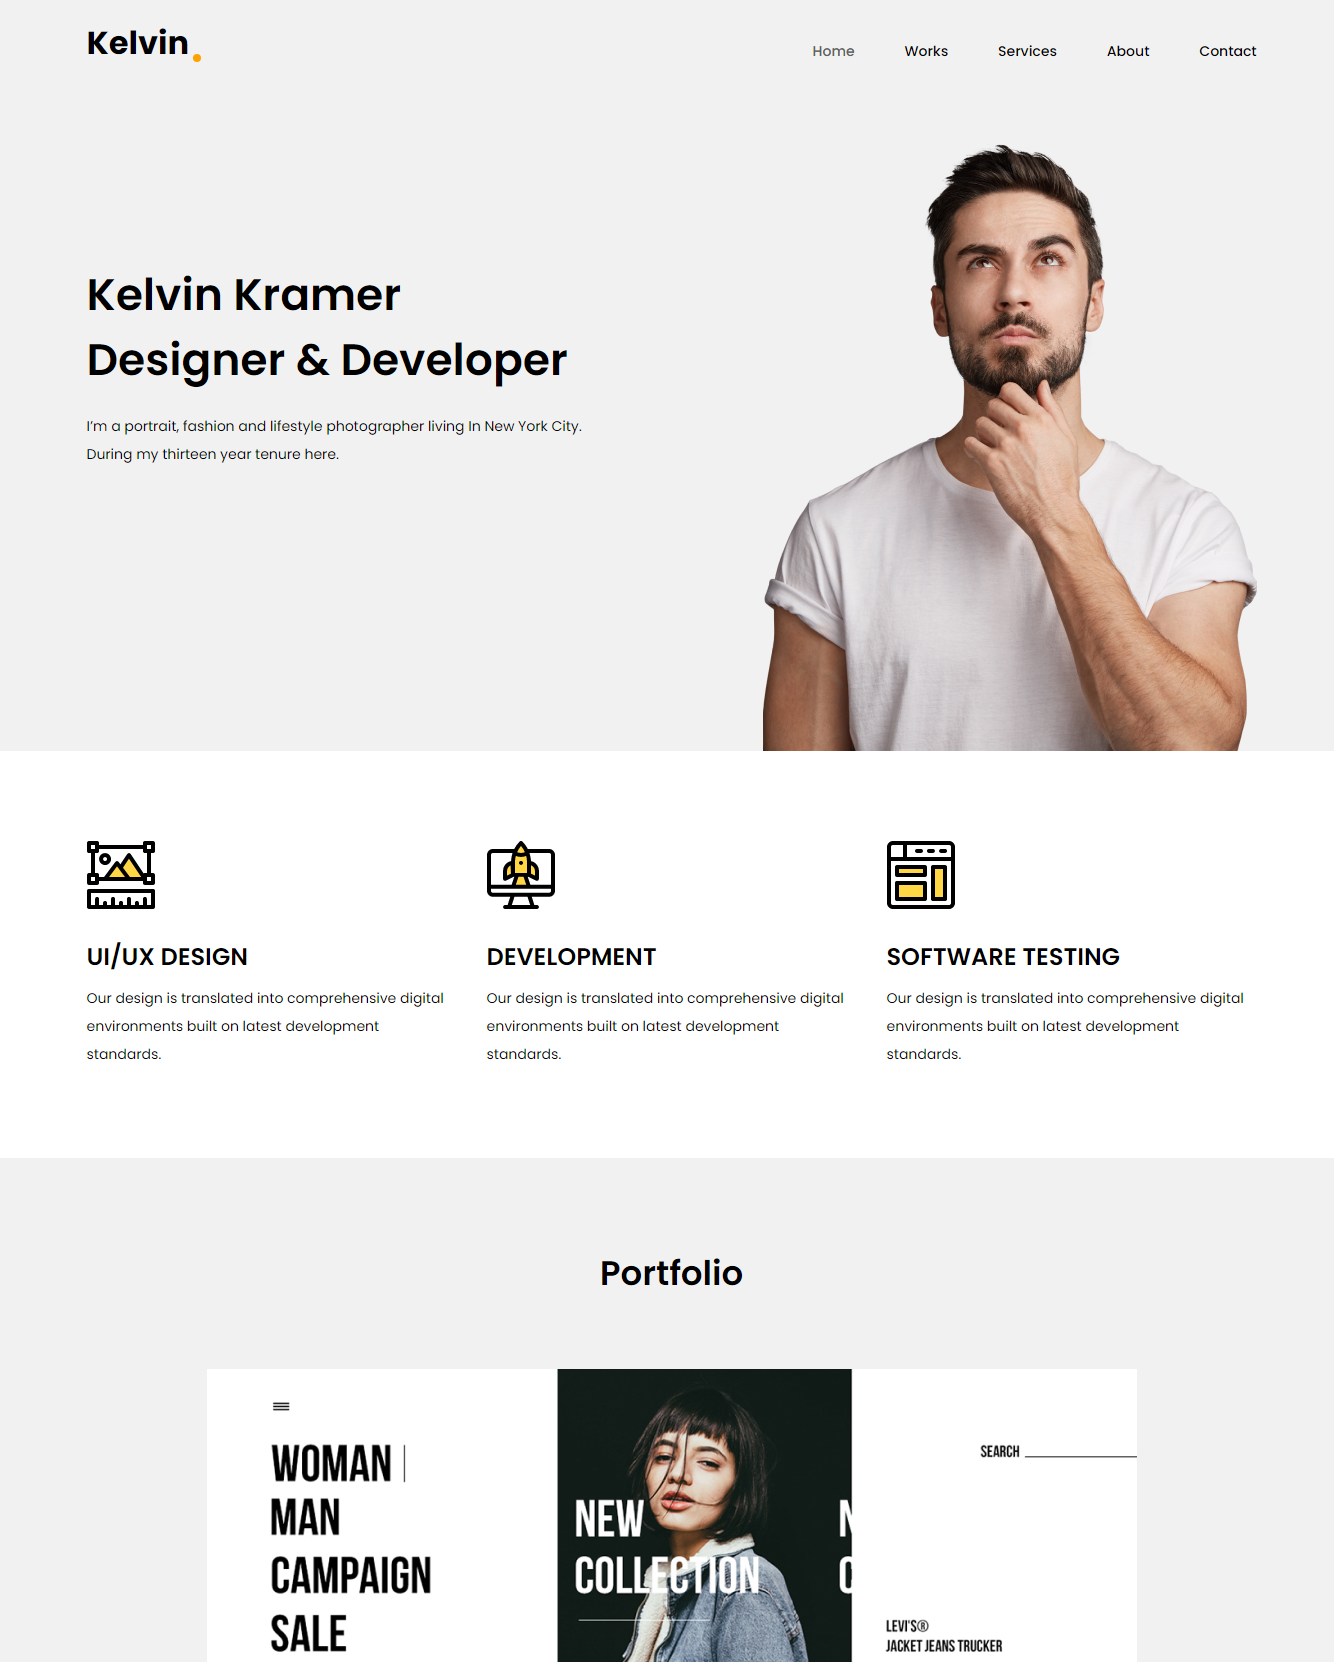 Kelvin.
Home Works Services About Contact
Kelvin Kramer
Designer & Developer
I'm a portrait, fashion and lifestyle photographer living In New York City.
During my thirteen year tenure here.
UI/UX DESIGN
Our design is translated into comprehensive digital
environments built on latest development
standards.
DEVELOPMENT
Our design is translated into comprehensive digital
environments built on latest development
standards.
SOFTWARE TESTING
Our design is translated into comprehensive digital
environments built on latest development
standards.
Portfolio
WOMAN |
MAN
CAMPAIGN
SALE
NEW
COLLECTION
SEARCH
LEVI'S®
JACKET JEANS TRUCKER